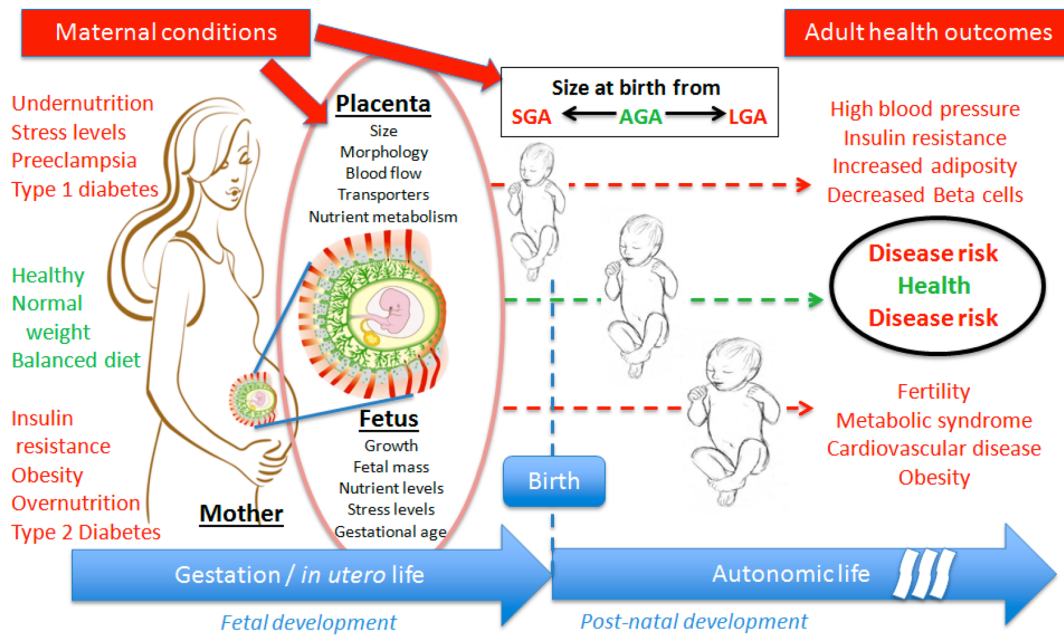 Maternal conditions
Adult health outcomes
Undernutrition
Stress levels
Preeclampsia
Type 1 diabetes
Healthy
Normal
weight
Balanced diet
Insulin
resistance
Obesity
Overnutrition
Type 2 Diabetes
Mother
Placenta
Size
Morphology
Blood flow
Transporters
Nutrient metabolism
Fetus
Growth
Fetal mass
Nutrient levels
Stress levels
Gestational age
Size at birth from
SGA AGA LGA
Birth
High blood pressure
Insulin resistance
Increased adiposity
Decreased Beta cells
Disease risk
Health
Disease risk
Fertility
Metabolic syndrome
Cardiovascular disease
Obesity
Gestation / in utero life
Autonomic life
Fetal development
Post-natal development